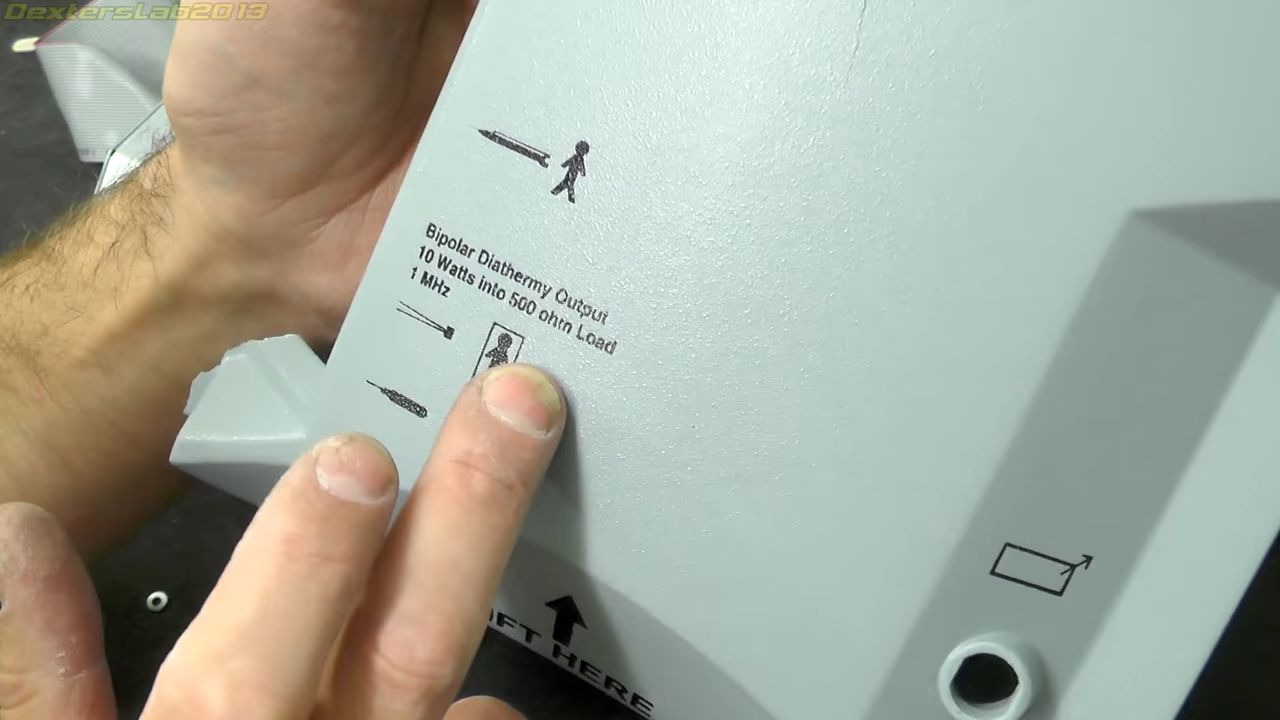 DextersLab2013
Bipolar Diathermy Output
10 Watts into 500 ohm Load
1 MHz
HERE